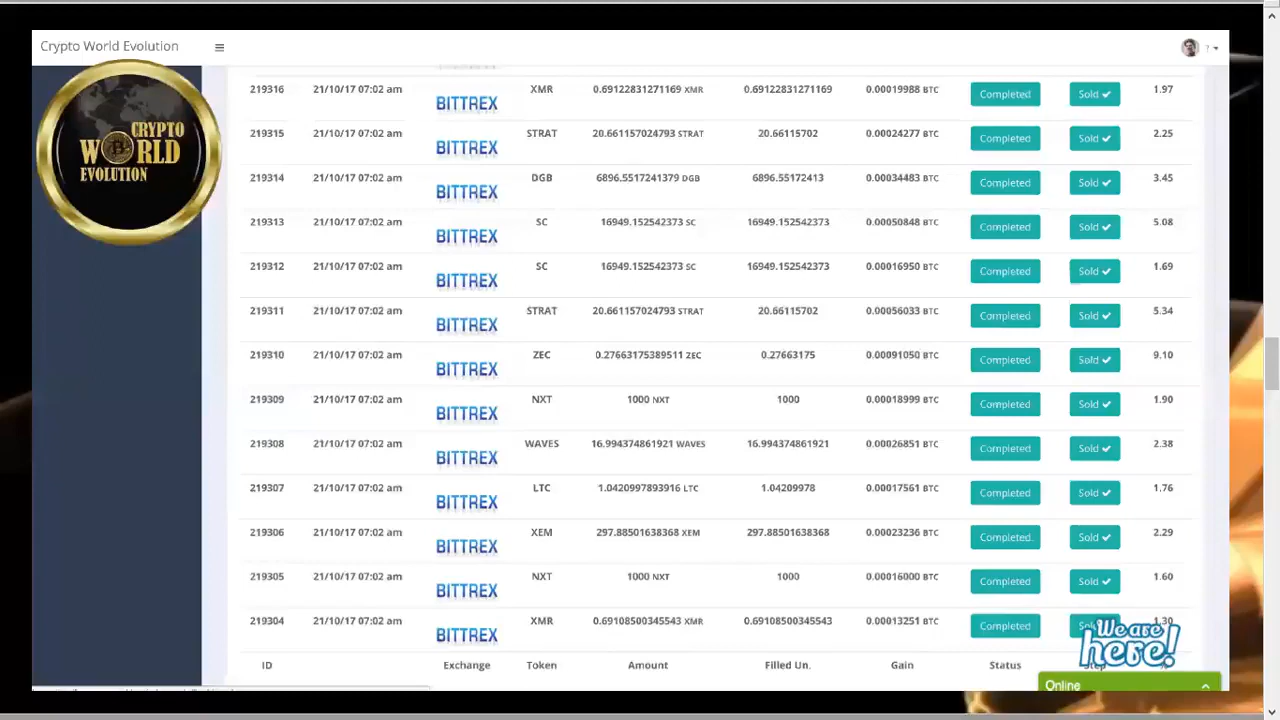 Crypto World Evolution
?
CRYPTO
WORLD
EVOLUTION
219316 21/10/17 07:02 am BITTREX XMR 0.69122831271169 XMR 0.69122831271169 0.00019988 BTC Completed Sold 1.97
219315 21/10/17 07:02 am BITTREX STRAT 20.661157024793 STRAT 20.66115702 0.00024277 BTC Completed Sold 2.25
219314 21/10/17 07:02 am BITTREX DGB 6896.5517241379 DGB 6896.55172413 0.00034483 BTC Completed Sold 3.45
219313 21/10/17 07:02 am BITTREX SC 16949.152542373 SC 16949.152542373 0.00050848 BTC Completed Sold 5.08
219312 21/10/17 07:02 am BITTREX SC 16949.152542373 SC 16949.152542373 0.00016950 BTC Completed Sold 1.69
219311 21/10/17 07:02 am BITTREX STRAT 20.661157024793 STRAT 20.66115702 0.00056033 BTC Completed Sold 5.34
219310 21/10/17 07:02 am BITTREX ZEC 0.27663175389511 ZEC 0.27663175 0.00091050 BTC Completed Sold 9.10
219309 21/10/17 07:02 am BITTREX NXT 1000 NXT 1000 0.00018999 BTC Completed Sold 1.90
219308 21/10/17 07:02 am BITTREX WAVES 16.994374861921 WAVES 16.994374861921 0.00026851 BTC Completed Sold 2.38
219307 21/10/17 07:02 am BITTREX LTC 1.0420997893916 LTC 1.04209978 0.00017561 BTC Completed Sold 1.76
219306 21/10/17 07:02 am BITTREX XEM 297.88501638368 XEM 297.88501638368 0.00023236 BTC Completed Sold 2.29
219305 21/10/17 07:02 am BITTREX NXT 1000 NXT 1000 0.00016000 BTC Completed Sold 1.60
219304 21/10/17 07:02 am BITTREX XMR 0.69108500345543 XMR 0.69108500345543 0.00013251 BTC Completed 1.30
ID Exchange Token Amount Filled Un. Gain Status
We are
here!
Online